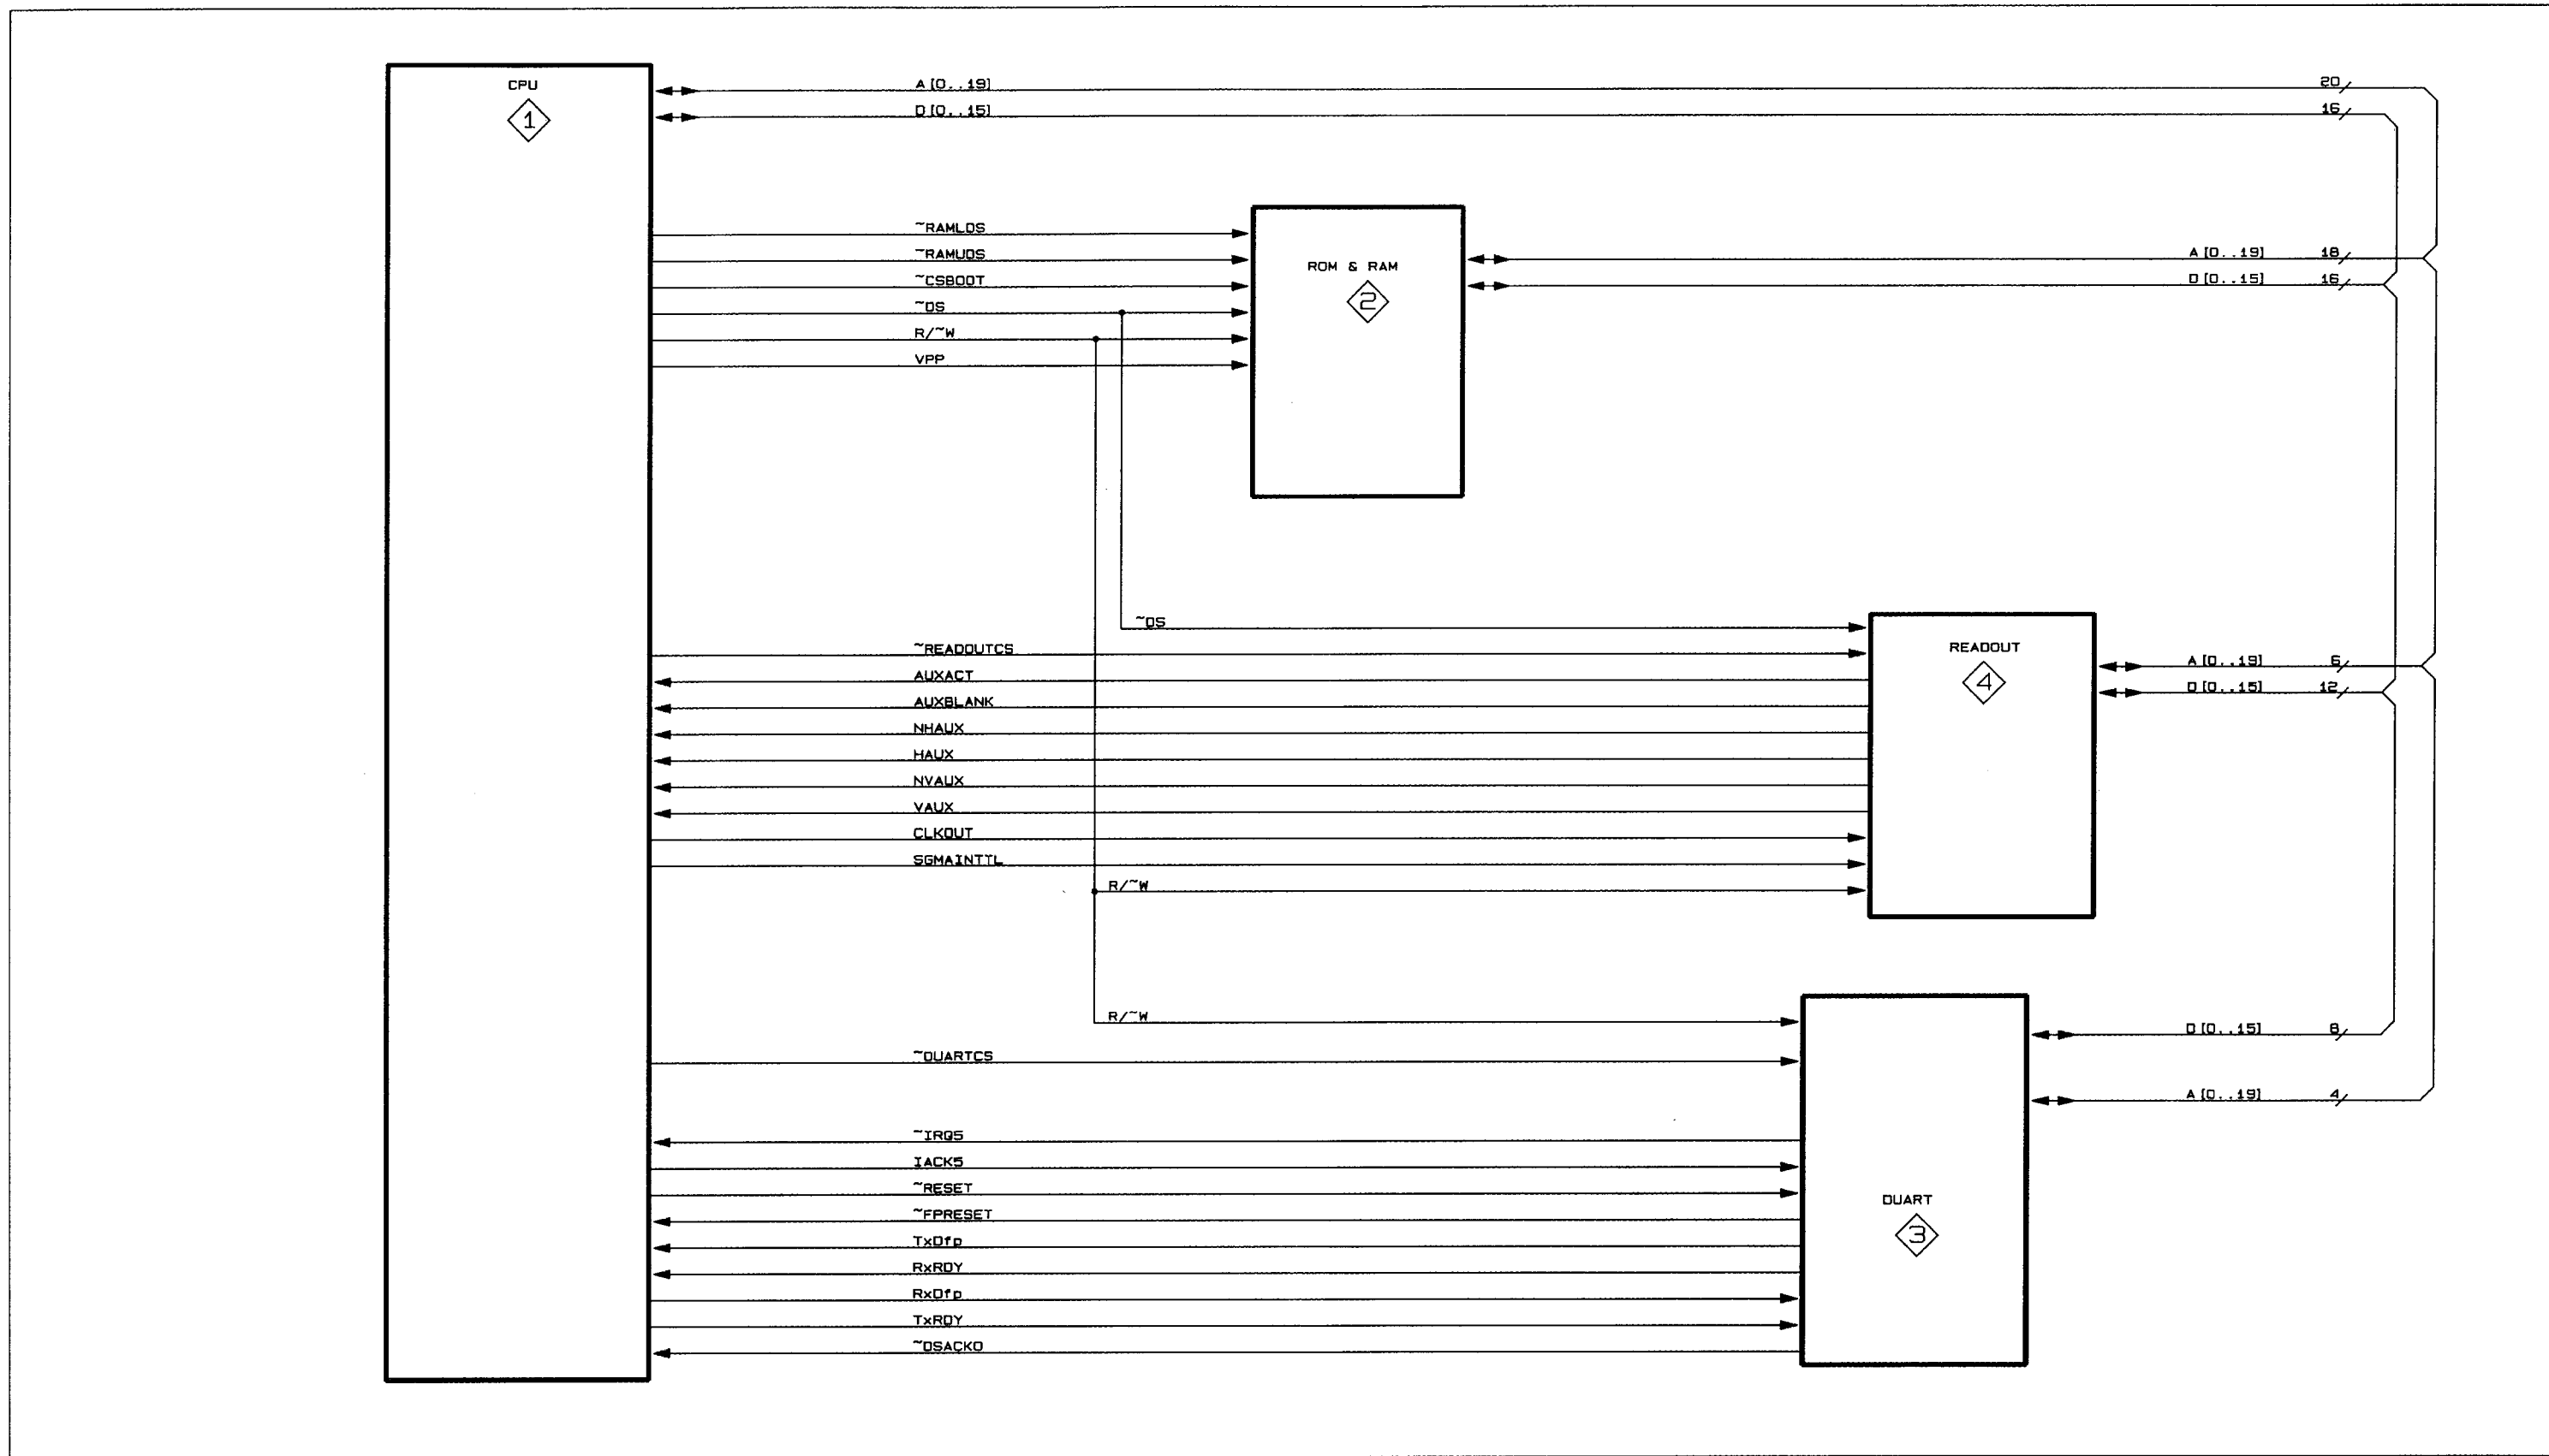 CPU
1
A [0..19]
20
D [0..15]
16
~RAMLDS
~RAMUDS
~CSBOOT
~DS
R/~W
VPP
ROM & RAM
2
A [0..19]
18
D [0..15]
16
~DS
~READOUTCS
AUXACT
AUXBLANK
NHAUX
HAUX
NVAUX
VAUX
CLKOUT
SGMAINTTL
R/~W
READOUT
4
A [0..19]
6
D [0..15]
12
R/~W
~DUARTCS
D [0..15]
8
A [0..19]
4
~IRQ5
IACK5
~RESET
~FPRESET
TxDfp
RxRDY
RxDfp
TxRDY
~DSACK0
DUART
3